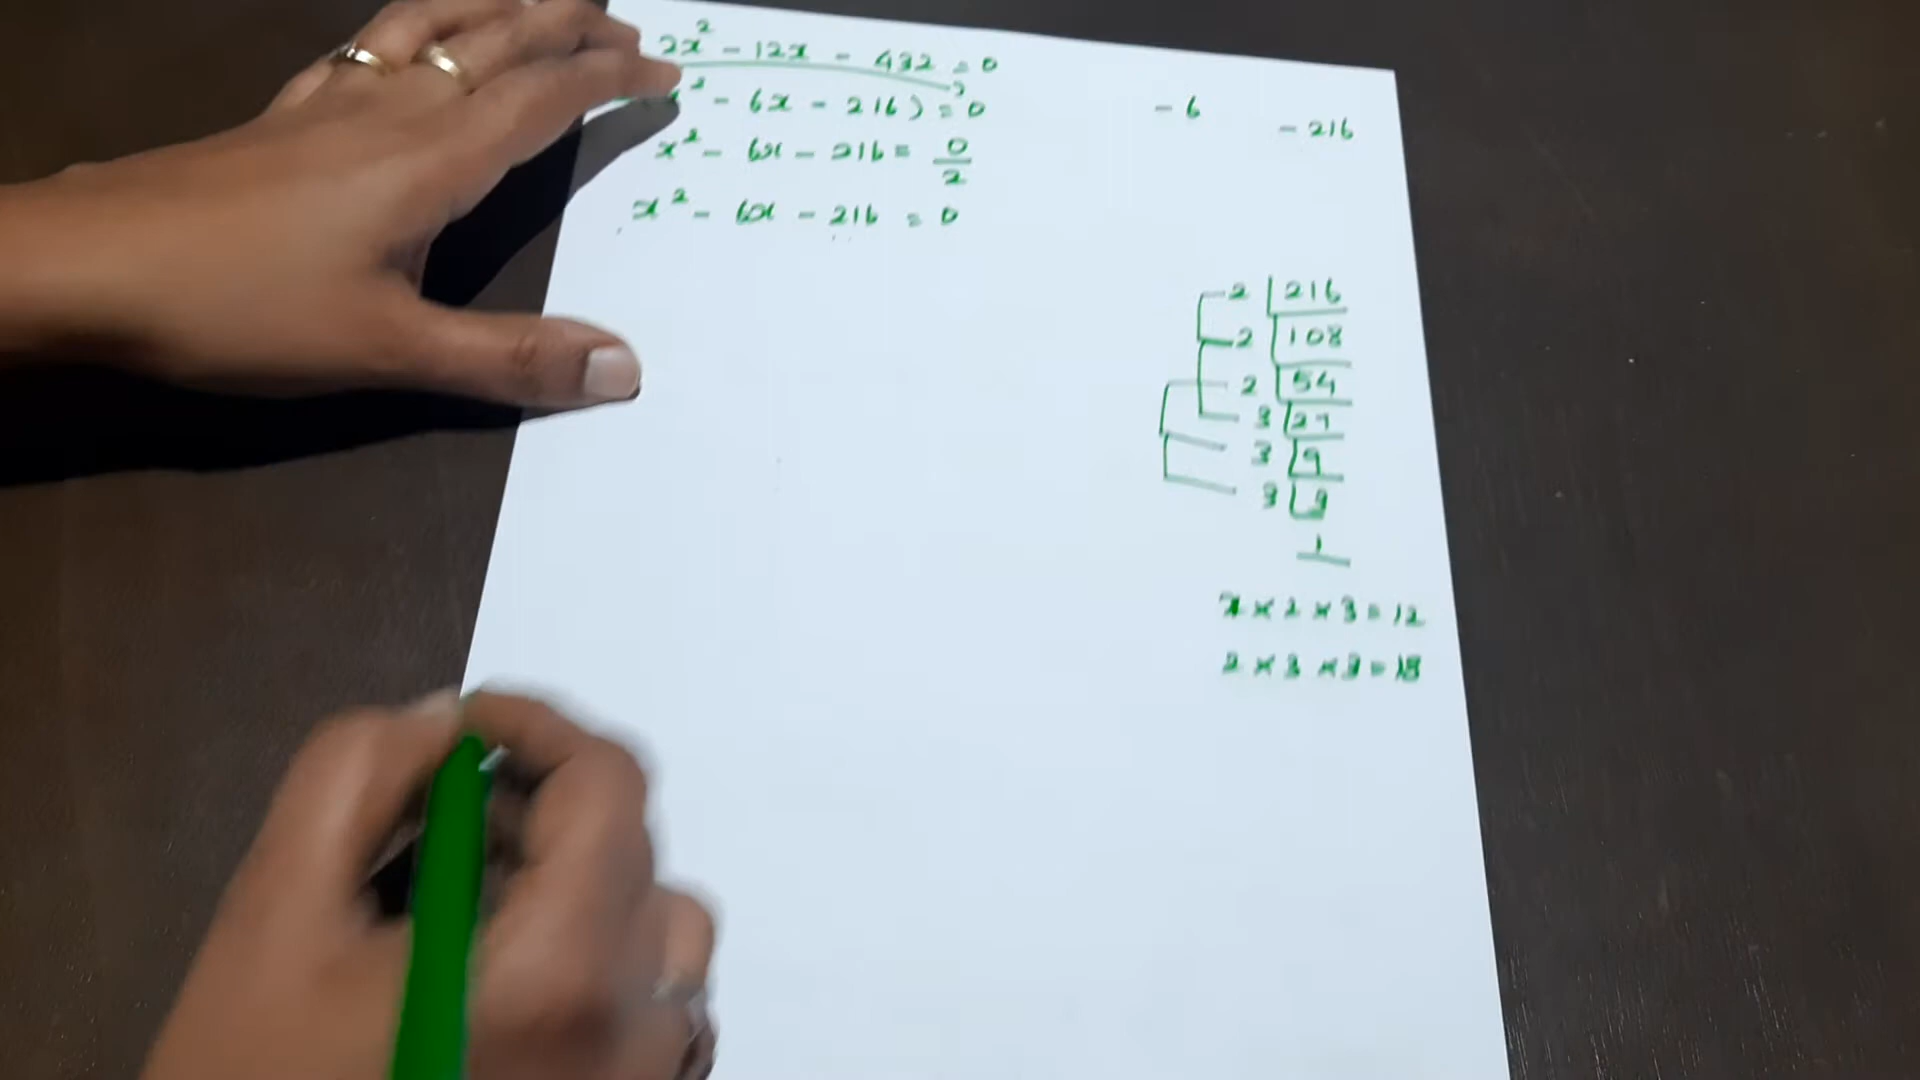 2x² - 12x - 432 = 0
x² - 6x - 216) = 0
x² - 6x - 216 = 0/2
x² - 6x - 216 = 0
- 6
- 216
2 | 216
2 | 108
2 | 54
3 | 27
3 | 9
3 | 3
1
2 × 2 × 3 = 12
2 × 3 × 3 = 18